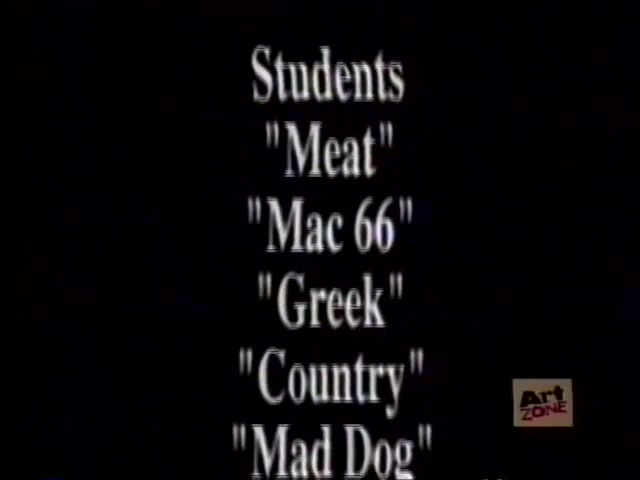 Students
"Meat"
"Mac 66"
"Greek"
"Country"
"Mad Dog"
Art
ZONE